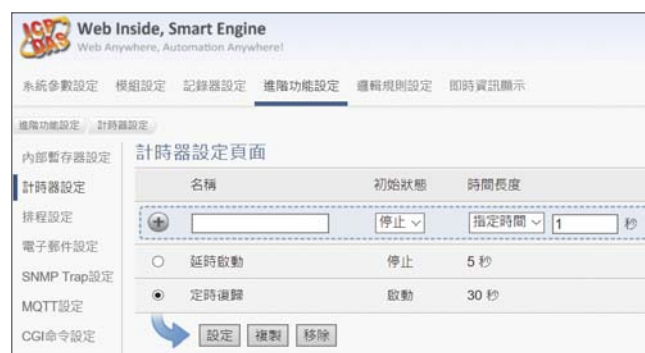 ICP DAS
Web Inside, Smart Engine
Web Anywhere, Automation Anywhere!
系統參數設定 模組設定 記錄器設定 進階功能設定 邏輯規則設定 即時資訊顯示
進階功能設定 計時器設定
內部暫存器設定
計時器設定
排程設定
電子郵件設定
SNMP Trap設定
MQTT設定
CGI命令設定
計時器設定頁面
名稱 初始狀態 時間長度
停止 指定時間 1 秒
延時啟動 停止 5 秒
定時復歸 啟動 30 秒
設定 複製 移除